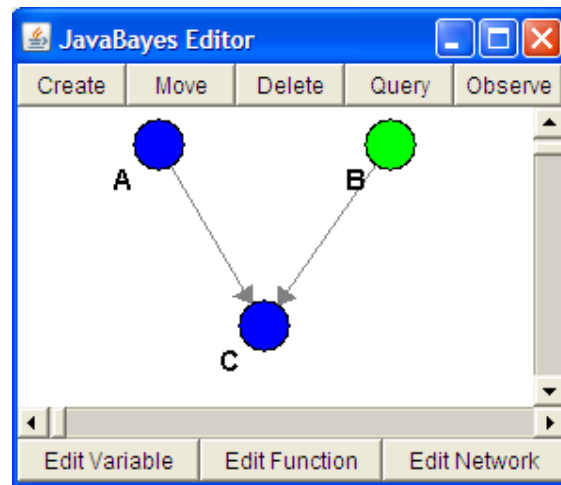 JavaBayes Editor
Create Move Delete Query Observe
A B
C
Edit Variable Edit Function Edit Network